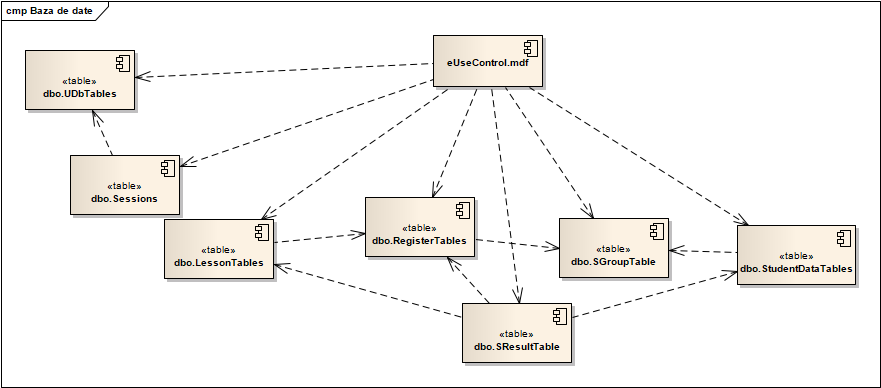 cmp Baza de date
eUseControl.mdf
«table»
dbo.UDbTables
«table»
dbo.Sessions
«table»
dbo.LessonTables
«table»
dbo.RegisterTables
«table»
dbo.SGroupTable
«table»
dbo.StudentDataTables
«table»
dbo.SResultTable